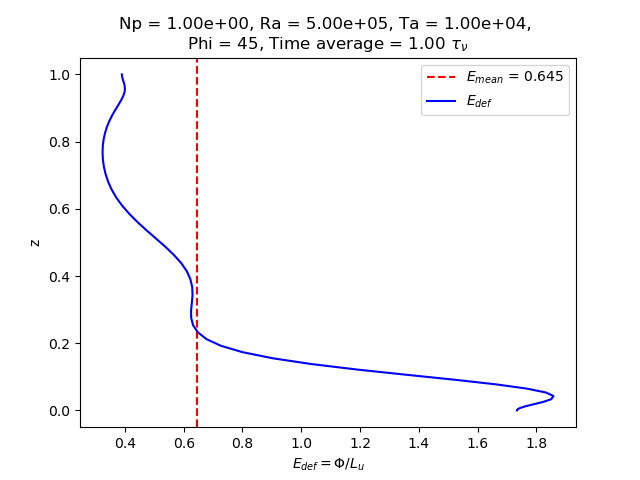 Np = 1.00e+00, Ra = 5.00e+05, Ta = 1.00e+04,
Phi = 45, Time average = 1.00 τν
E_mean = 0.645
E_def
1.0
0.8
0.6
0.4
0.2
0.0
z
0.4 0.6 0.8 1.0 1.2 1.4 1.6 1.8
E_def = Φ/L_u